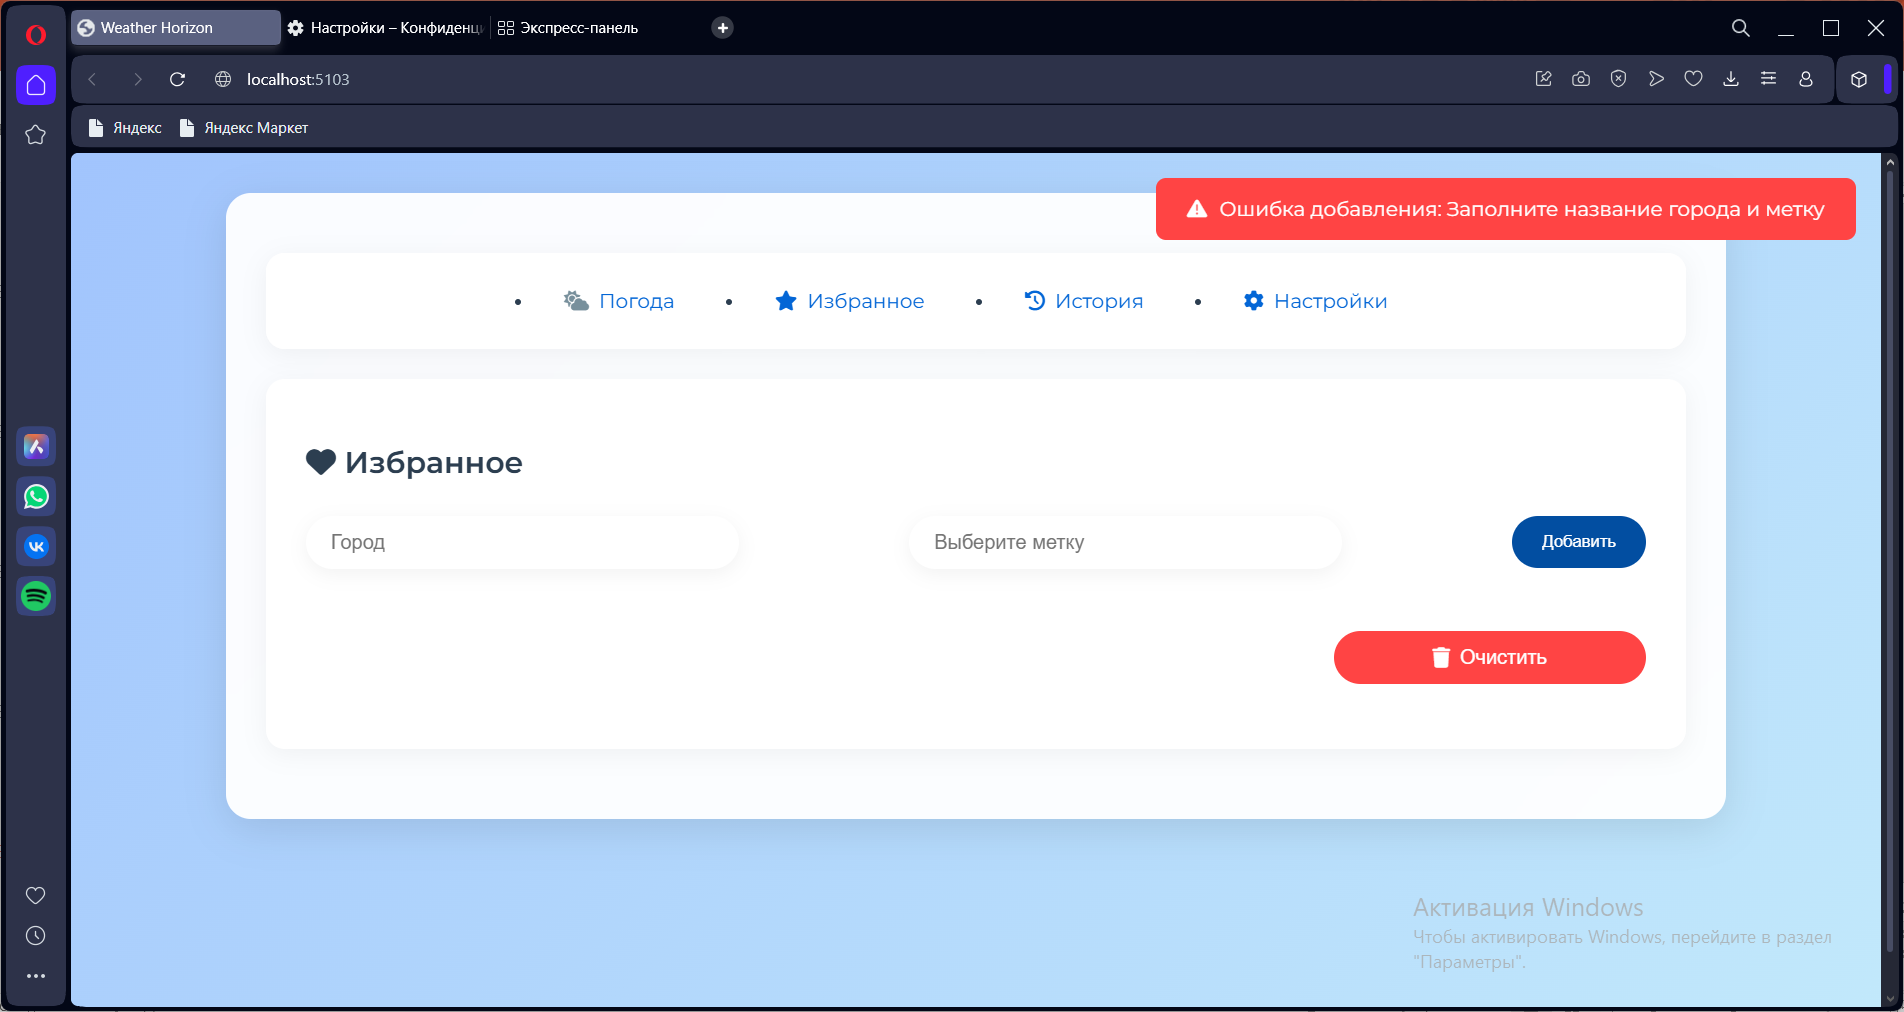 Weather Horizon
Настройки – Конфиденци
Экспресс-панель
localhost:5103
Яндекс
Яндекс Маркет
Ошибка добавления: Заполните название города и метку
Погода
Избранное
История
Настройки
Избранное
Город
Выберите метку
Добавить
Очистить
Активация Windows
Чтобы активировать Windows, перейдите в раздел
"Параметры".